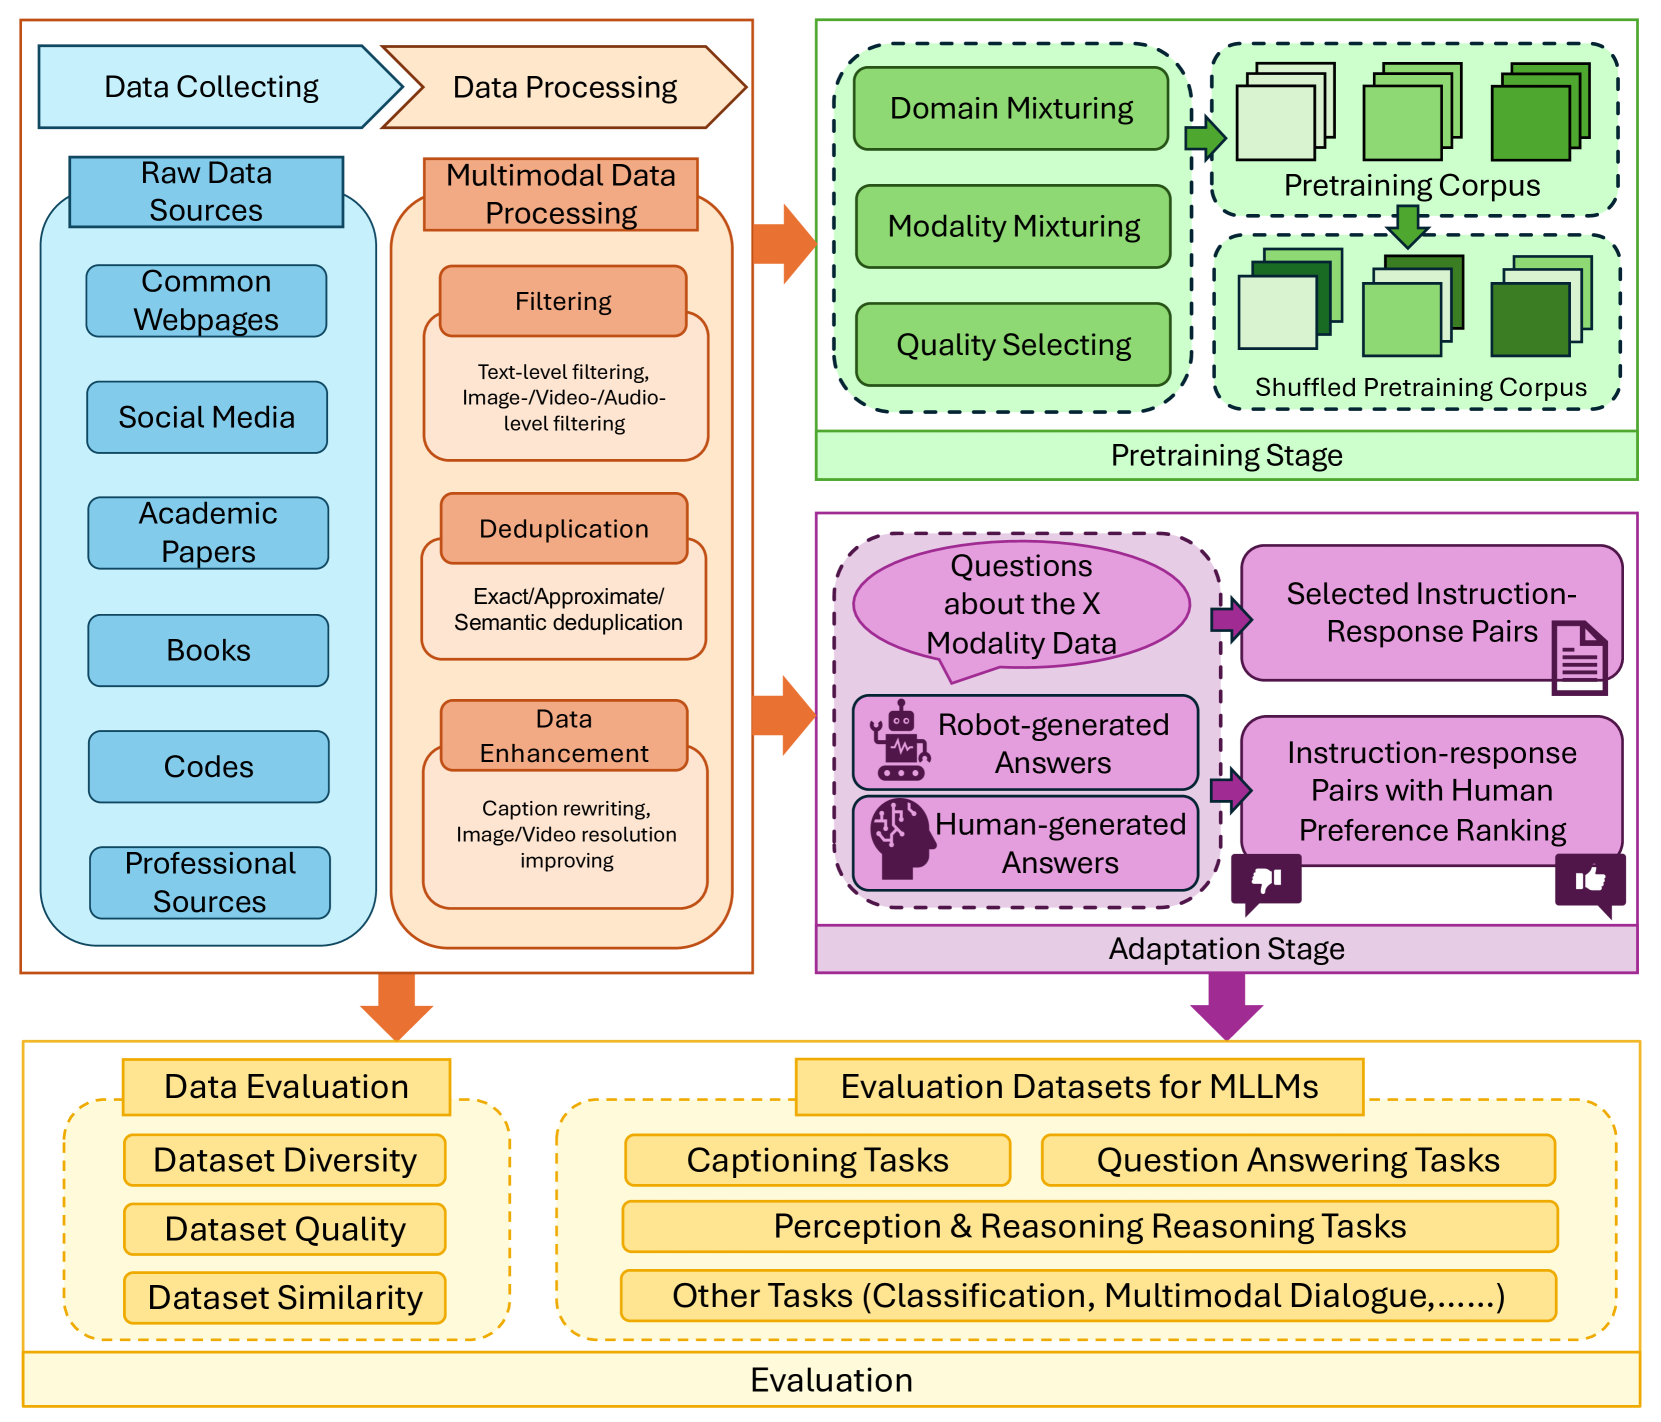 Data Collecting
Data Processing
Raw Data
Sources
Common
Webpages
Social Media
Academic
Papers
Books
Codes
Professional
Sources
Multimodal Data
Processing
Filtering
Text-level filtering,
Image-/Video-/Audio-
level filtering
Deduplication
Exact/Approximate/
Semantic deduplication
Data
Enhancement
Caption rewriting,
Image/Video resolution
improving
Domain Mixturing
Modality Mixturing
Quality Selecting
Pretraining Corpus
Shuffled Pretraining Corpus
Pretraining Stage
Questions
about the X
Modality Data
Robot-generated
Answers
Human-generated
Answers
Selected Instruction-
Response Pairs
Instruction-response
Pairs with Human
Preference Ranking
Adaptation Stage
Data Evaluation
Dataset Diversity
Dataset Quality
Dataset Similarity
Evaluation Datasets for MLLMs
Captioning Tasks
Question Answering Tasks
Perception & Reasoning Reasoning Tasks
Other Tasks (Classification, Multimodal Dialogue,......)
Evaluation